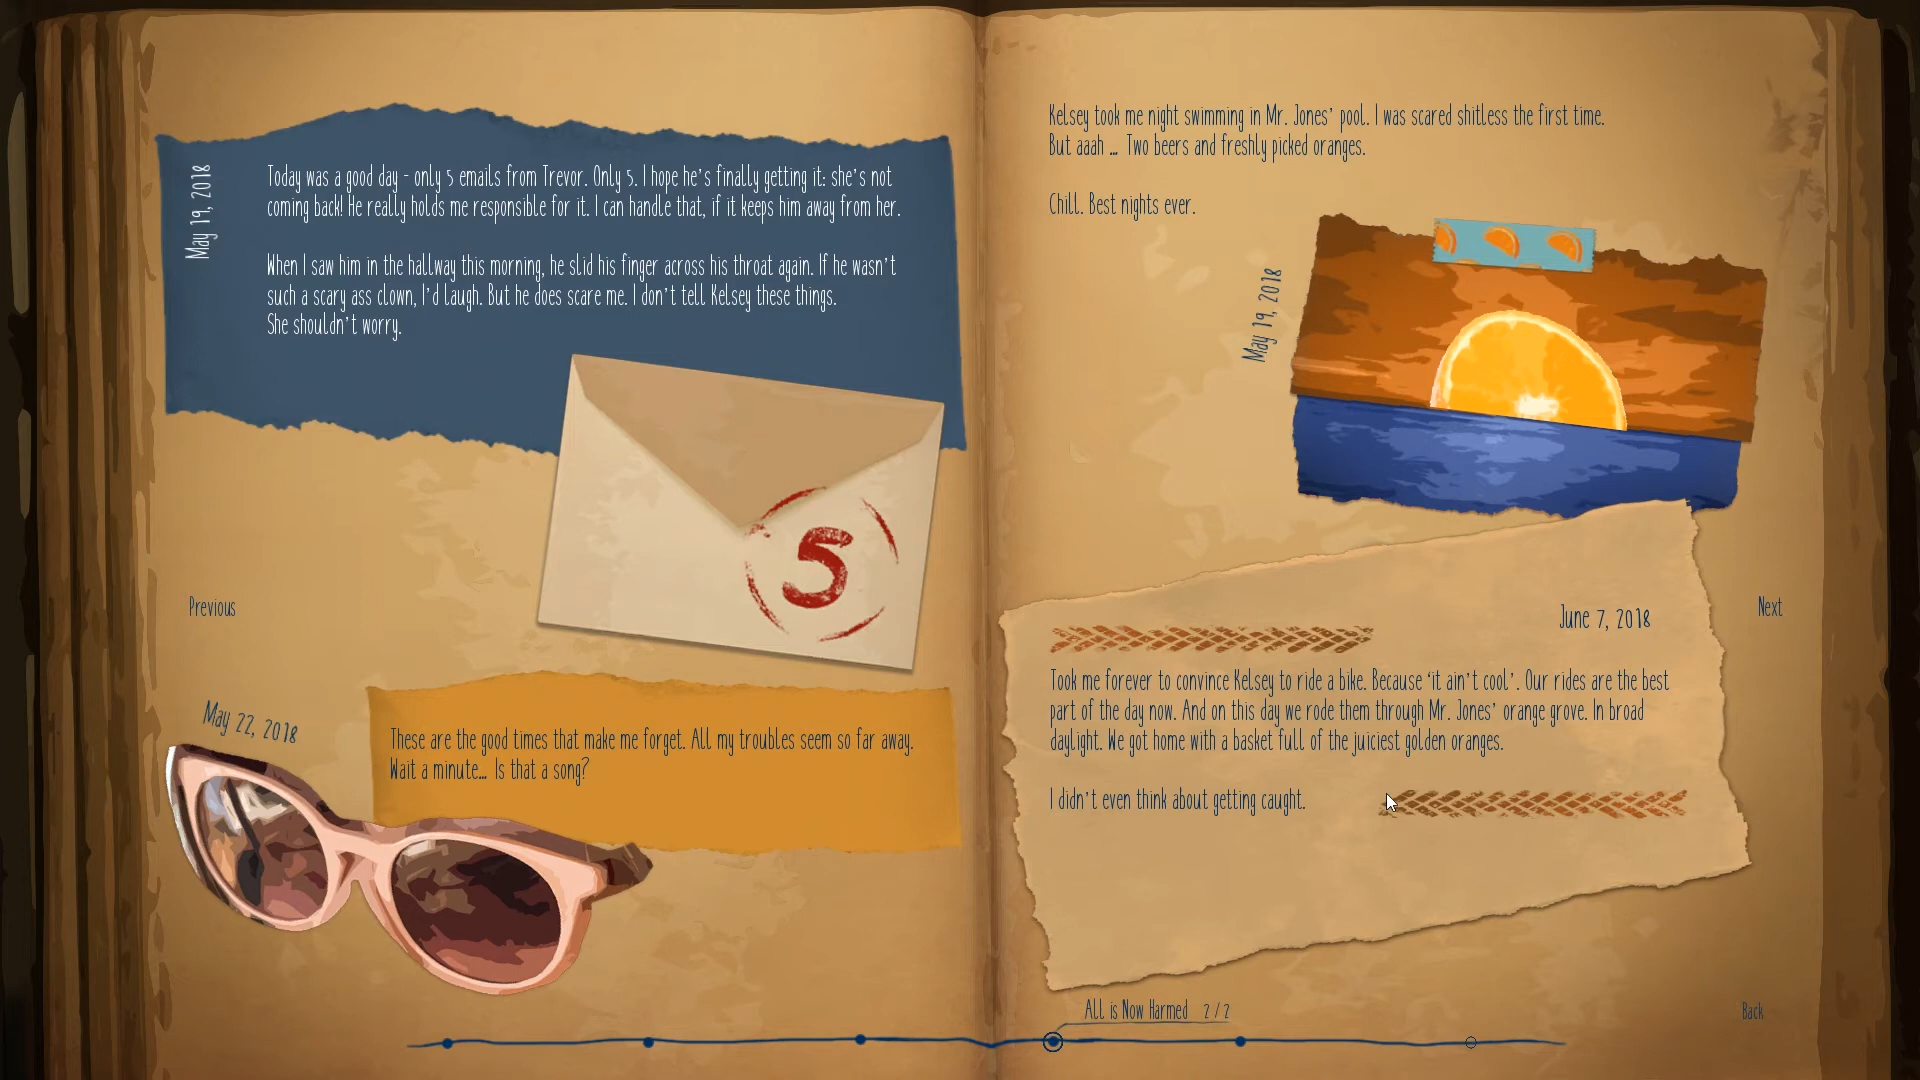 May 19, 2018
Today was a good day - only 5 emails from Trevor. Only 5. I hope he's finally getting it: she's not
coming back! He really holds me responsible for it. I can handle that, if it keeps him away from her.
When I saw him in the hallway this morning, he slid his finger across his throat again. If he wasn't
such a scary ass clown, I'd laugh. But he does scare me. I don't tell Kelsey these things.
She shouldn't worry.
5
Previous
May 22, 2018
These are the good times that make me forget. All my troubles seem so far away.
Wait a minute... Is that a song?
Kelsey took me night swimming in Mr. Jones' pool. I was scared shitless the first time.
But aaah ... Two beers and freshly picked oranges.
Chill. Best nights ever.
May 19, 2018
Next
June 7, 2018
Took me forever to convince Kelsey to ride a bike. Because 'it ain't cool'. Our rides are the best
part of the day now. And on this day we rode them through Mr. Jones' orange grove. In broad
daylight. We got home with a basket full of the juiciest golden oranges.
I didn't even think about getting caught.
All is Now Harmed 2 / 2
Back